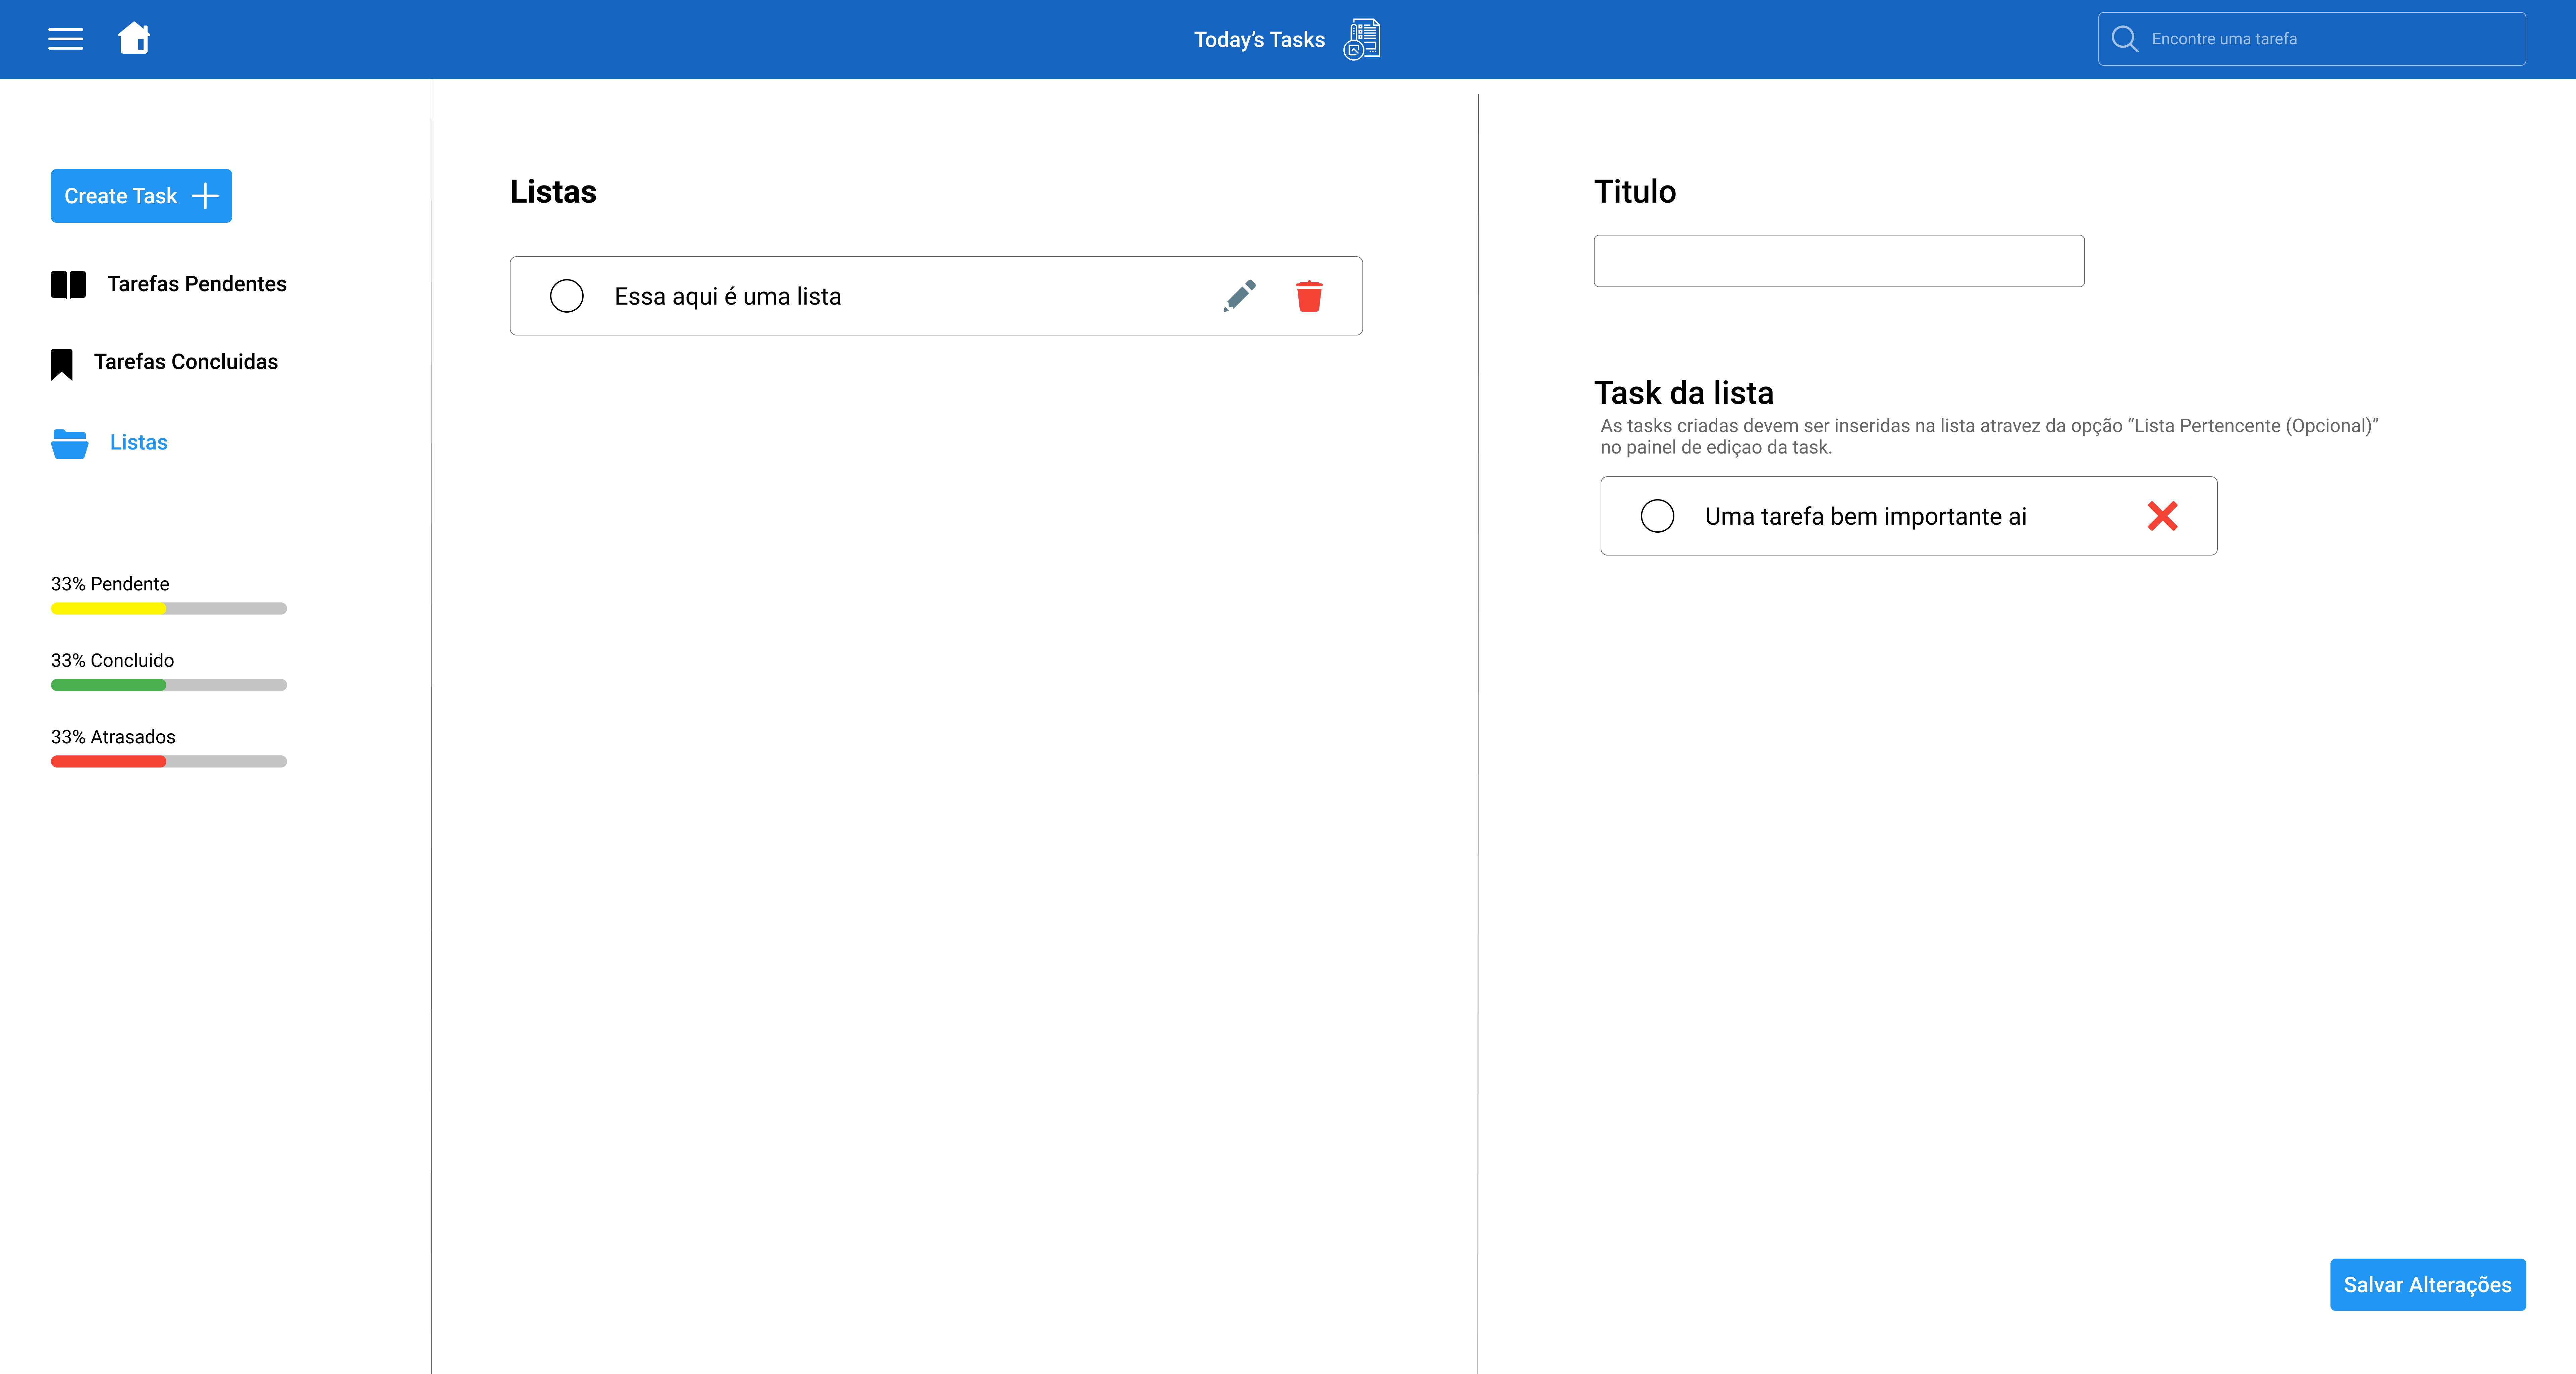 Today’s Tasks
Encontre uma tarefa
Create Task
Tarefas Pendentes
Tarefas Concluidas
Listas
33% Pendente
33% Concluido
33% Atrasados
Listas
Essa aqui é uma lista
Titulo
Task da lista
As tasks criadas devem ser inseridas na lista atravez da opção “Lista Pertencente (Opcional)”
no painel de ediçao da task.
Uma tarefa bem importante ai
Salvar Alterações